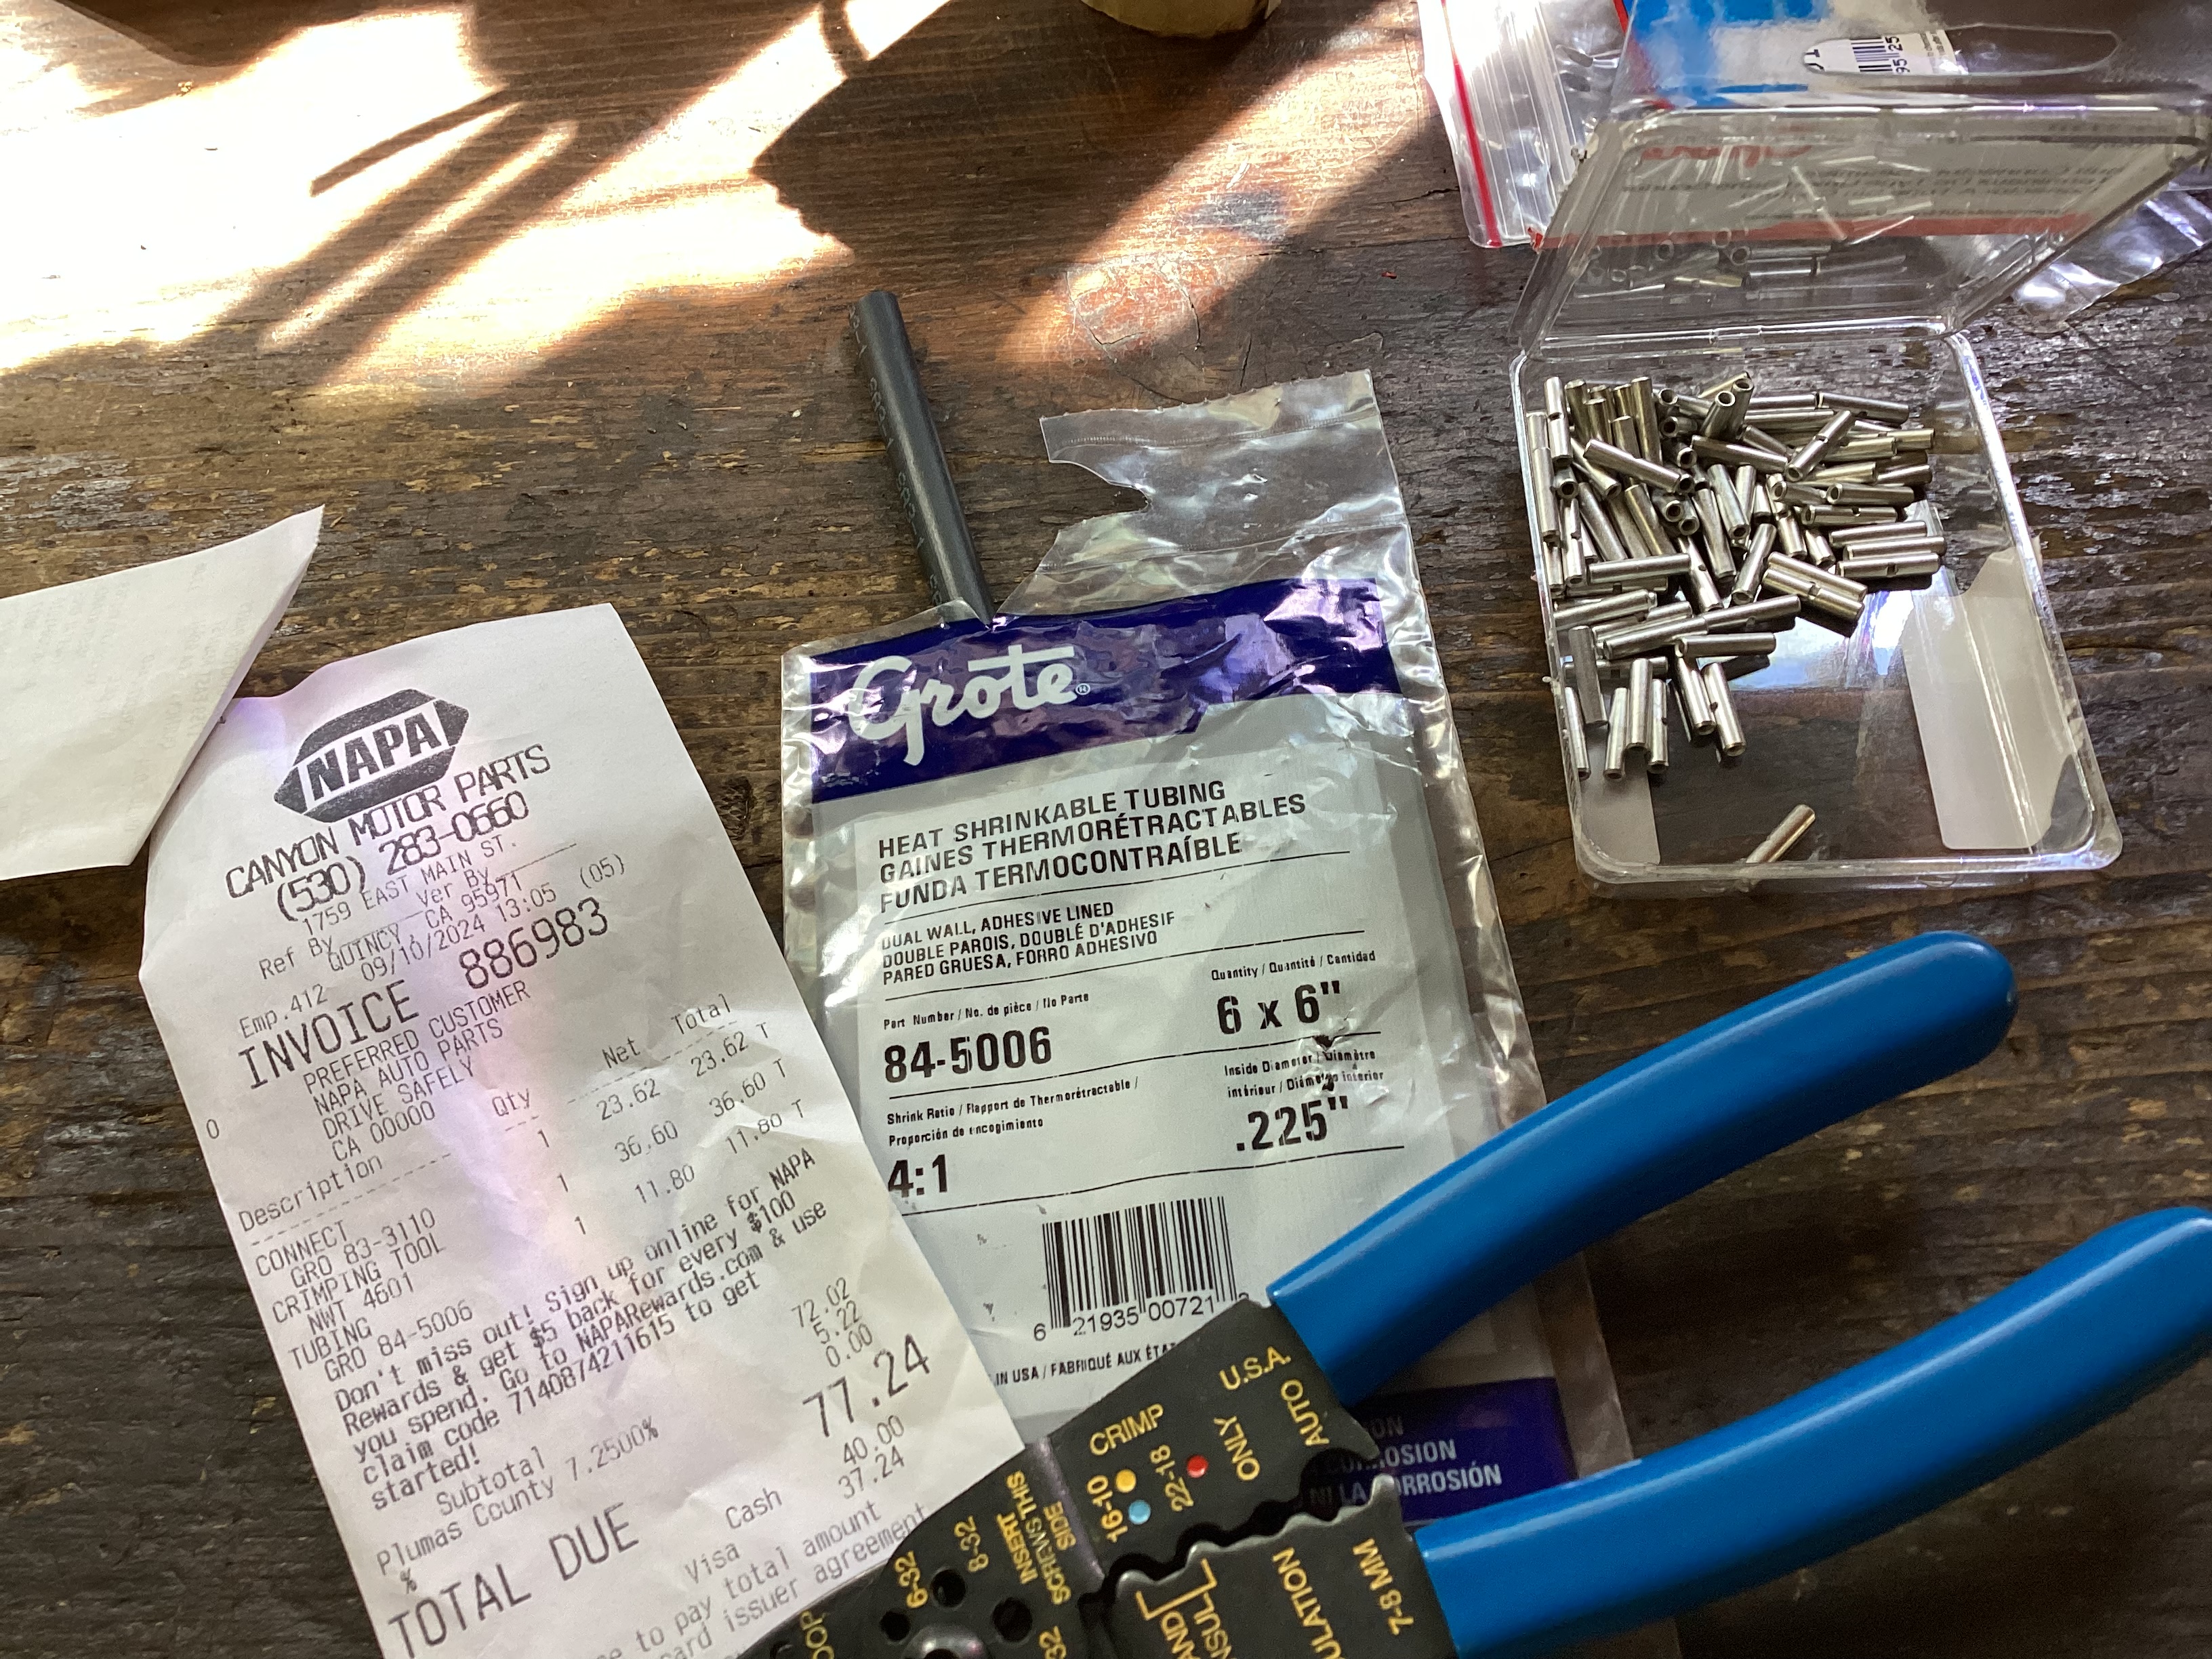 NAPA
CANYON MOTOR PARTS
(530) 283-0660
1759 EAST MAIN ST.
Ref By Ver By
QUINCY, CA 95971
09/10/2024 13:05 (05)
Emp.412
INVOICE 886983
PREFERRED CUSTOMER
NAPA AUTO PARTS
DRIVE SAFELY
0
CA 00000
Description Qty Net Total
CONNECT 1 23.62 23.62 T
GRO 83-3110
CRIMPING TOOL 1 36.60 36.60 T
NWT 4601
TUBING 1 11.80 11.80 T
GRO 84-5006
Don't miss out! Sign up online for NAPA
Rewards & get $5 back for every $100
you spend. Go to NAPARewards.com & use
claim code 7140874211615 to get
started!
Subtotal 72.02
Plumas County 7.2500% 5.22
% 0.00
TOTAL DUE 77.24
Cash 40.00
Visa 37.24
to pay total amount
card issuer agreement
Grote®
HEAT SHRINKABLE TUBING
GAINES THERMORÉTRACTABLES
FUNDA TERMOCONTRAÍBLE
DUAL WALL, ADHESIVE LINED
DOUBLE PAROIS, DOUBLÉ D'ADHESIF
PARED GRUESA, FORRO ADHESIVO
Part Number / No. de pièce / No Parte
84-5006
Quantity / Quantité / Cantidad
6 x 6"
Shrink Ratio / Rapport de Thermorétractable /
Proporción de encogimiento
4:1
Inside Diameter / Diamètre
intérieur / Diámetro interior
.225"
6 21935 00721
IN USA / FABRIQUÉ AUX
CORROSION
NI LA CORROSIÓN
U.S.A.
CRIMP
ONLY
AUTO
16-10
22-18
INSERT THIS
SCREWS SIDE
6-32
8-32
32
7-8 MM
AND